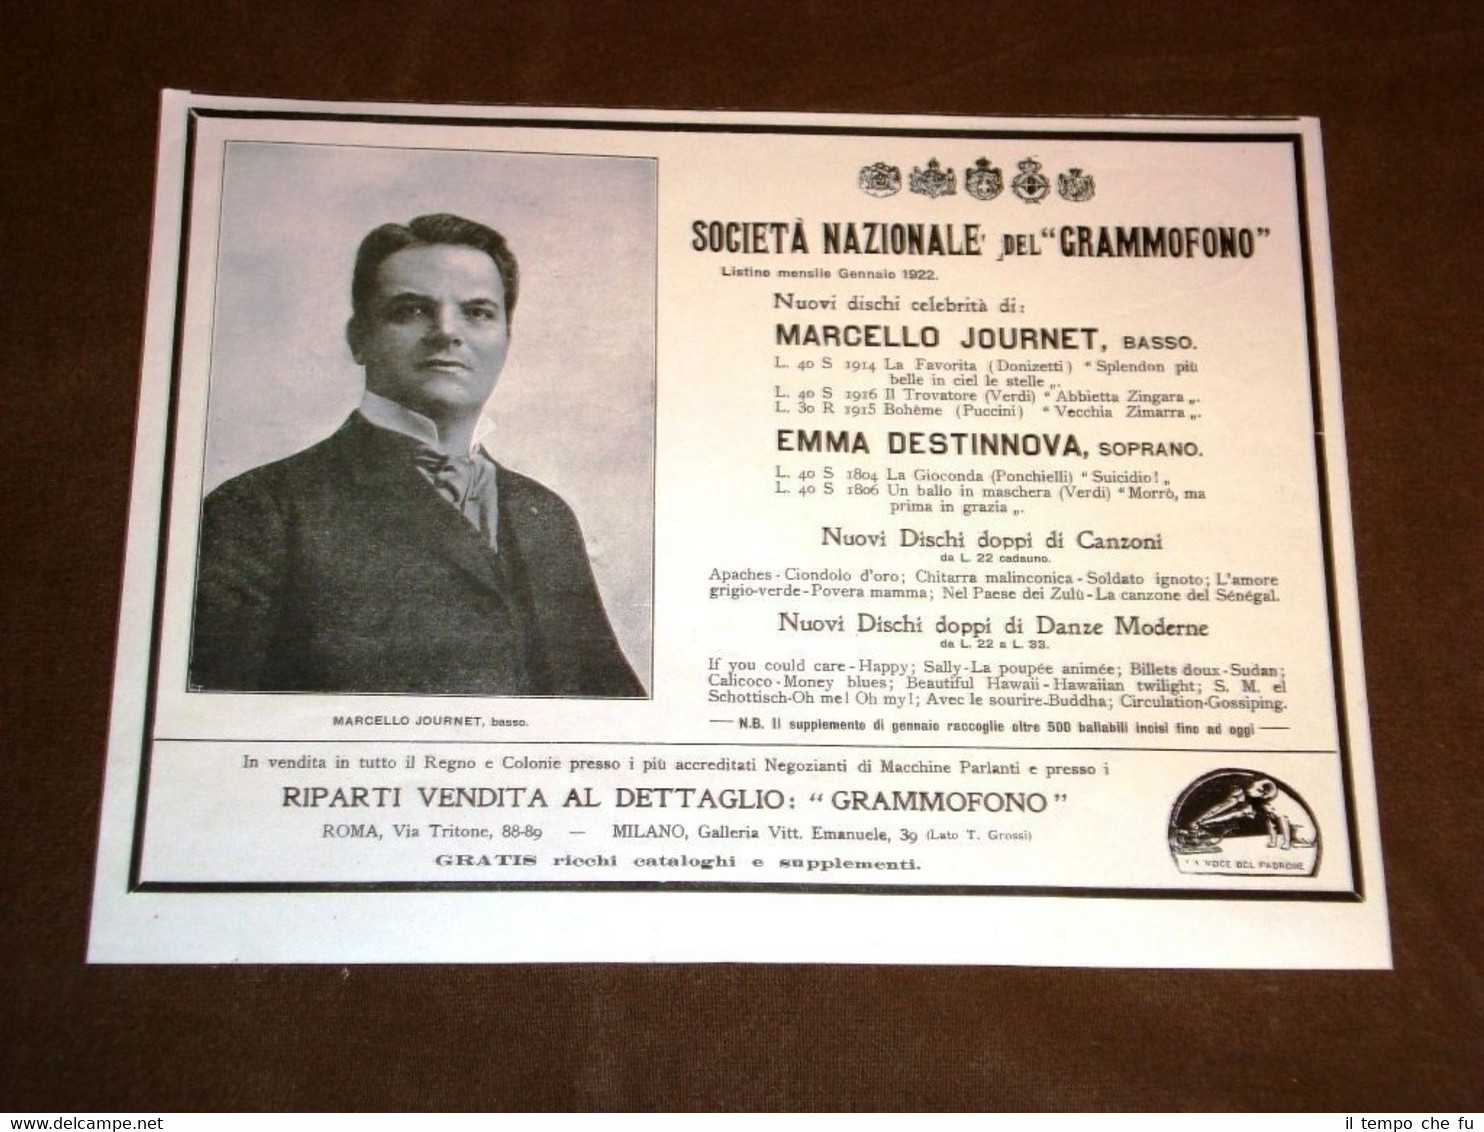 SOCIETÀ NAZIONALE DEL "GRAMMOFONO"
Listino mensile Gennaio 1922.
Nuovi dischi celebrità di:
MARCELLO JOURNET, BASSO.
L. 40 S 1914 La Favorita (Donizetti) "Splendon più
belle in ciel le stelle„.
L. 40 S 1916 Il Trovatore (Verdi) "Abbietta Zingara„.
L. 30 R 1915 Bohème (Puccini) "Vecchia Zimarra„.
EMMA DESTINNOVA, SOPRANO.
L. 40 S 1804 La Gioconda (Ponchielli) "Suicidio!„
L. 40 S 1806 Un ballo in maschera (Verdi) "Morrò, ma
prima in grazia„.
Nuovi Dischi doppi di Canzoni
da L. 22 cadauno.
Apaches - Ciondolo d'oro; Chitarra malinconica - Soldato ignoto; L'amore
grigio-verde - Povera mamma; Nel Paese dei Zulù - La canzone del Sénégal.
Nuovi Dischi doppi di Danze Moderne
da L. 22 a L. 33.
If you could care - Happy; Sally - La poupée animée; Billets doux - Sudan;
Calicoco - Money blues; Beautiful Hawaii - Hawaiian twilight; S. M. el
Schottisch - Oh me! Oh my!; Avec le sourire - Buddha; Circulation - Gossiping.
— N.B. Il supplemento di gennaio raccoglie oltre 500 ballabili incisi fino ad oggi —
MARCELLO JOURNET, basso.
In vendita in tutto il Regno e Colonie presso i più accreditati Negozianti di Macchine Parlanti e presso i
RIPARTI VENDITA AL DETTAGLIO: "GRAMMOFONO"
ROMA, Via Tritone, 88-89 — MILANO, Galleria Vitt. Emanuele, 39 (Lato T. Grossi)
GRATIS ricchi cataloghi e supplementi.
LA VOCE DEL PADRONE
www.delcampe.net
il tempo che fu